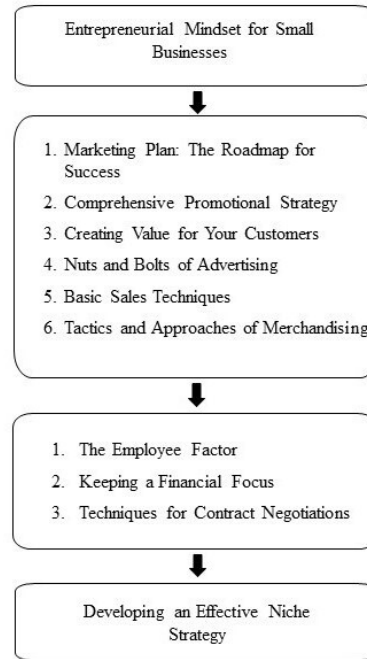 Entrepreneurial Mindset for Small
Businesses
1. Marketing Plan: The Roadmap for
Success
2. Comprehensive Promotional Strategy
3. Creating Value for Your Customers
4. Nuts and Bolts of Advertising
5. Basic Sales Techniques
6. Tactics and Approaches of Merchandising
1. The Employee Factor
2. Keeping a Financial Focus
3. Techniques for Contract Negotiations
Developing an Effective Niche
Strategy